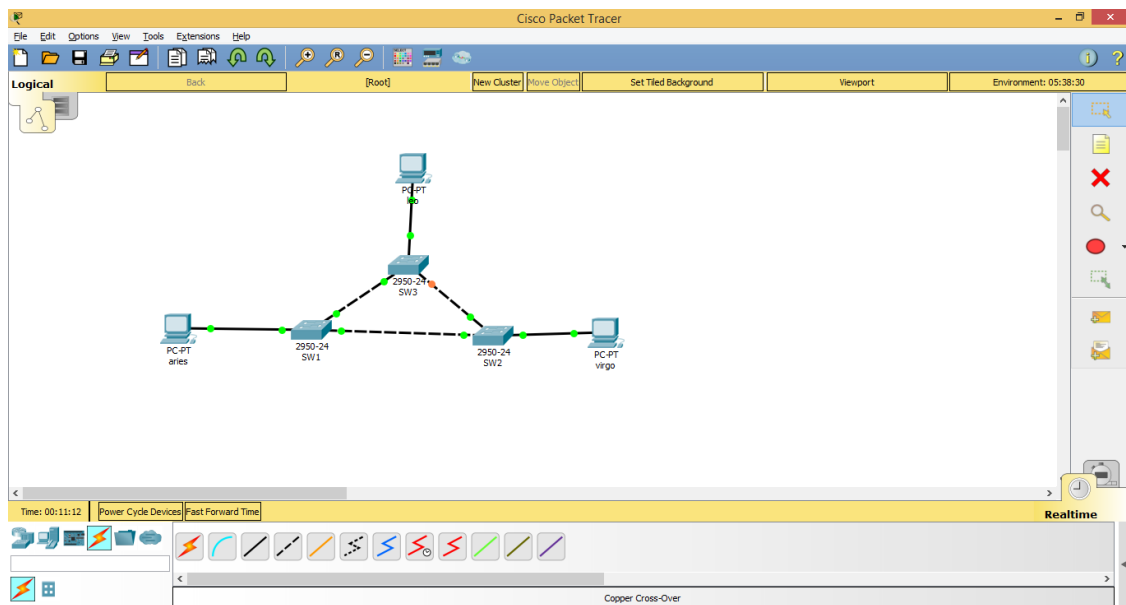 Cisco Packet Tracer
File Edit Options View Tools Extensions Help
Logical Back [Root] New Cluster Move Object Set Tiled Background Viewport Environment: 05:38:30
PC-PT
leo
2950-24
SW3
PC-PT
aries
2950-24
SW1
2950-24
SW2
PC-PT
virgo
Time: 00:11:12 Power Cycle Devices Fast Forward Time
Realtime
Copper Cross-Over